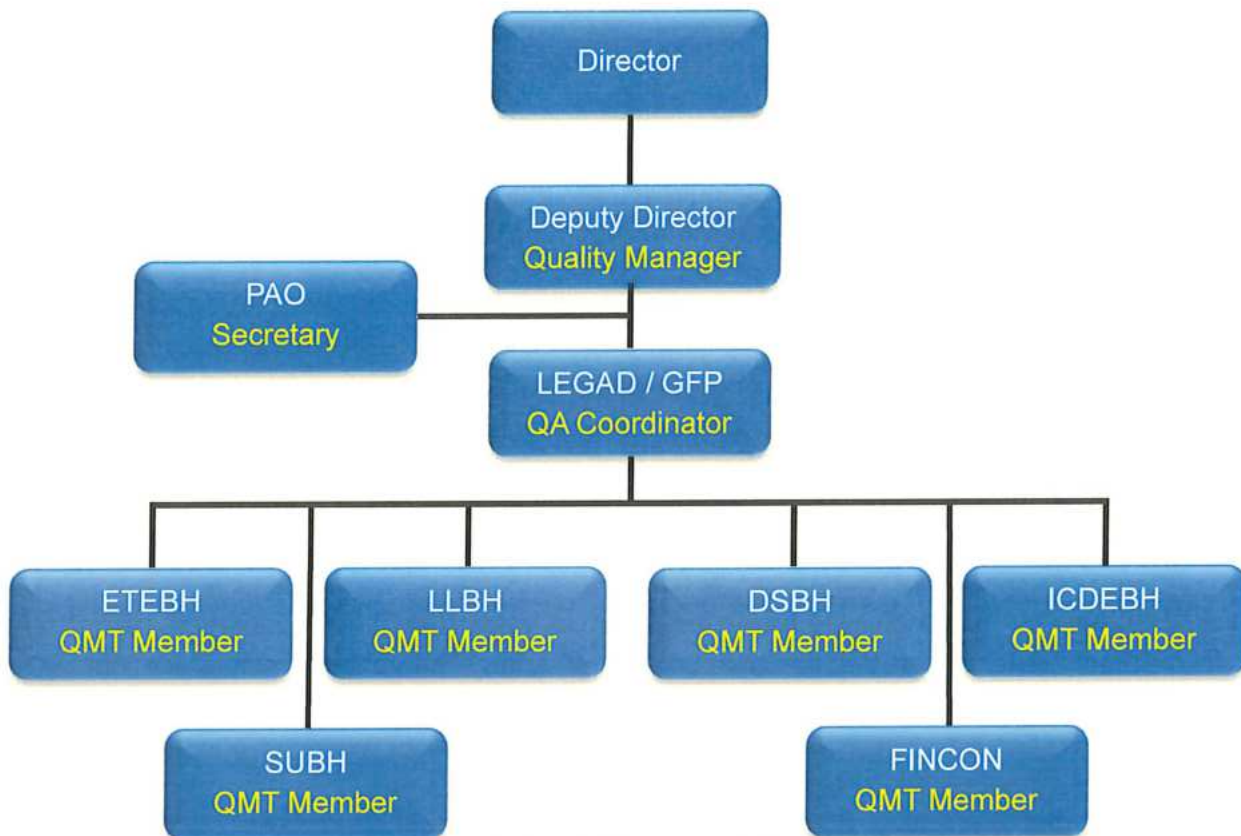 Director
Deputy Director
Quality Manager
PAO
Secretary
LEGAD / GFP
QA Coordinator
ETEBH
QMT Member
LLBH
QMT Member
DSBH
QMT Member
ICDEBH
QMT Member
SUBH
QMT Member
FINCON
QMT Member